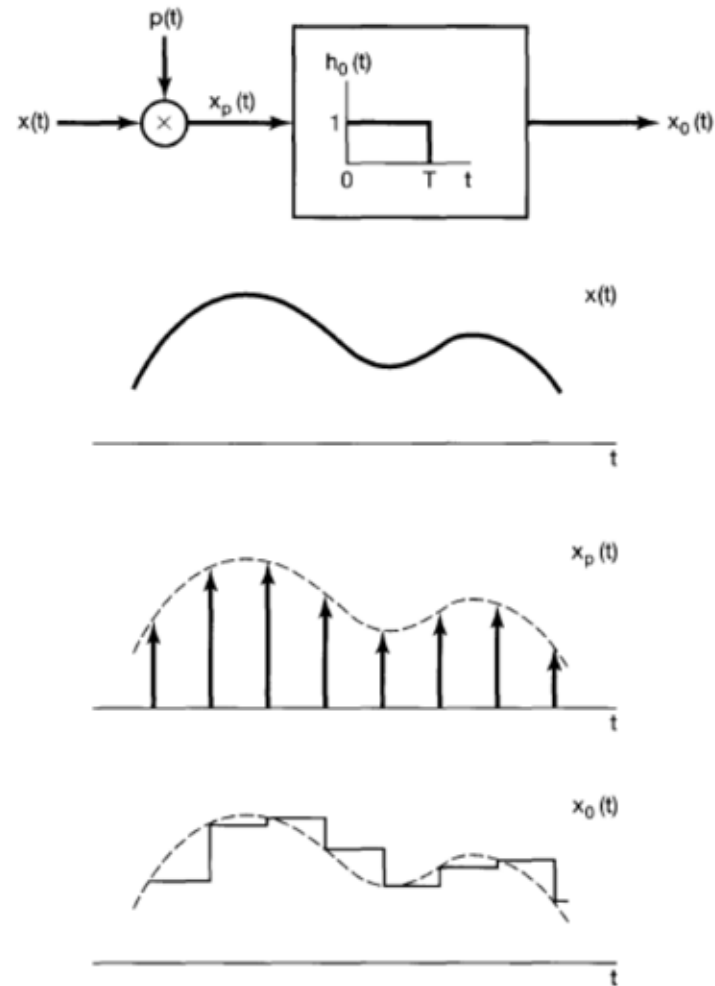 p(t)
x(t) × x_p(t) h_0(t) x_0(t)
1
0 T t
x(t)
t
x_p(t)
t
x_0(t)
t